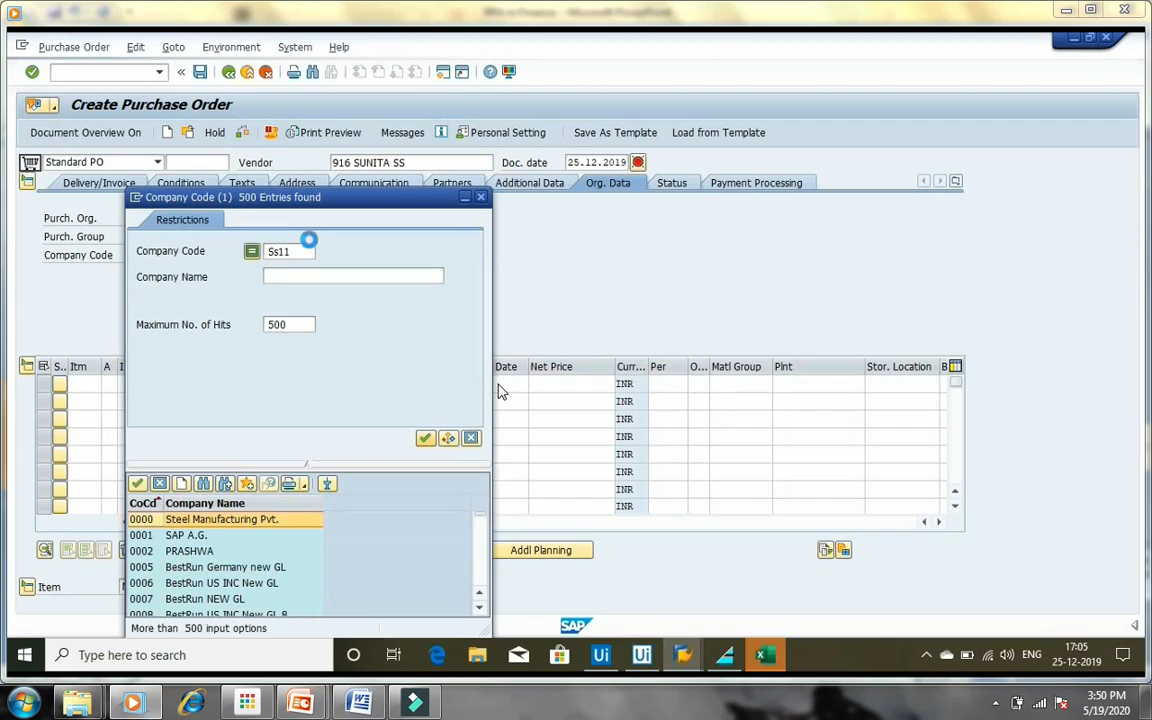 Purchase Order Edit Goto Environment System Help
Create Purchase Order
Document Overview On Hold Print Preview Messages Personal Setting Save As Template Load from Template
Standard PO Vendor 916 SUNITA SS Doc. date 25.12.2019
Delivery/Invoice Conditions Texts Address Communication Partners Additional Data Org. Data Status Payment Processing
Company Code (1) 500 Entries found
Restrictions
Purch. Org.
Purch. Group
Company Code
Company Code = Ss11
Company Name
Maximum No. of Hits 500
S.. Itm A Date Net Price Curr... Per O... Matl Group Plnt Stor. Location B
INR
INR
INR
INR
INR
INR
INR
INR
CoCd Company Name
0000 Steel Manufacturing Pvt.
0001 SAP A.G.
0002 PRASHWA
0005 BestRun Germany new GL
0006 BestRun US INC New GL
0007 BestRun NEW GL
0008 BestRun US INC New GL 8
Addl Planning
Item
More than 500 input options
SAP
Type here to search
Ui
Ui
ENG
17:05
25-12-2019
3:50 PM
5/19/2020